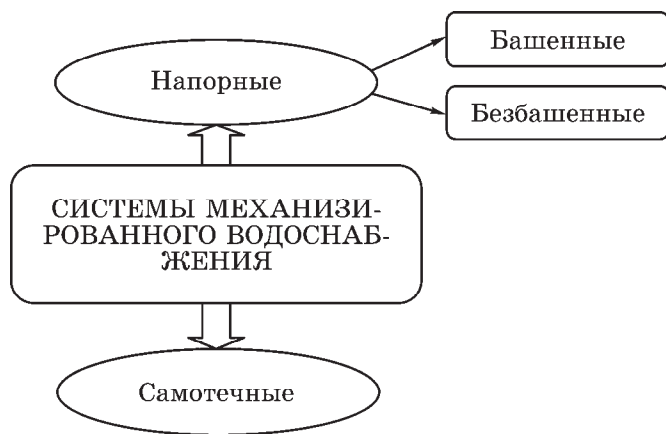 Башенные
Напорные
Безбашенные
СИСТЕМЫ МЕХАНИЗИ-
РОВАННОГО ВОДОСНАБ-
ЖЕНИЯ
Самотечные